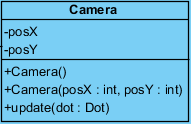 Camera
-posX
-posY
+Camera()
+Camera(posX : int, posY : int)
+update(dot : Dot)